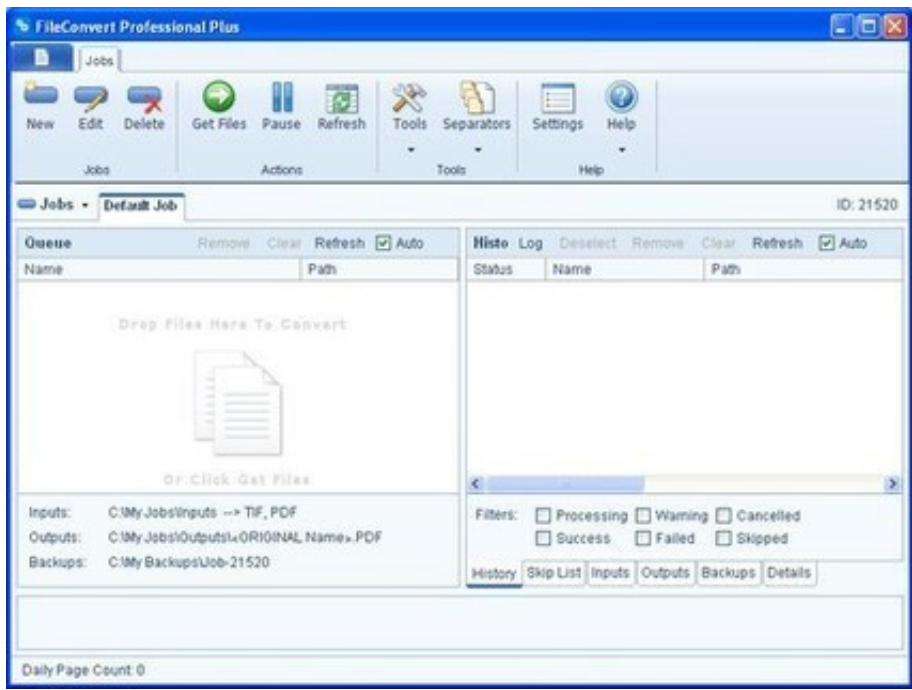 FileConvert Professional Plus
Jobs
New Edit Delete Get Files Pause Refresh Tools Separators Settings Help
Jobs Actions Tools Help
Jobs Default Job ID: 21520
Queue Remove Clear Refresh Auto
Name Path
Drop Files Here To Convert
Or Click Get Files
Inputs: C:\My Jobs\Inputs --> TIF, PDF
Outputs: C:\My Jobs\Outputs\<ORIGINAL Name>.PDF
Backups: C:\My Backups\Job-21520
Histo Log Deselect Remove Clear Refresh Auto
Status Name Path
Filters: Processing Warning Cancelled
Success Failed Skipped
History Skip List Inputs Outputs Backups Details
Daily Page Count: 0